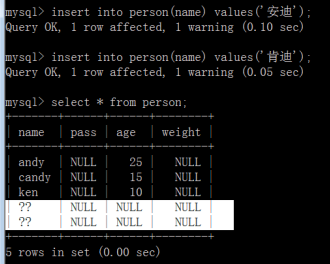 mysql> insert into person(name) values('安迪');
Query OK, 1 row affected, 1 warning (0.10 sec)
mysql> insert into person(name) values('肯迪');
Query OK, 1 row affected, 1 warning (0.05 sec)
mysql> select * from person;
+-------+------+------+--------+
| name | pass | age | weight |
+-------+------+------+--------+
| andy | NULL | 25 | NULL |
| candy | NULL | 15 | NULL |
| ken | NULL | 10 | NULL |
| ?? | NULL | NULL | NULL |
| ?? | NULL | NULL | NULL |
+-------+------+------+--------+
5 rows in set (0.00 sec)